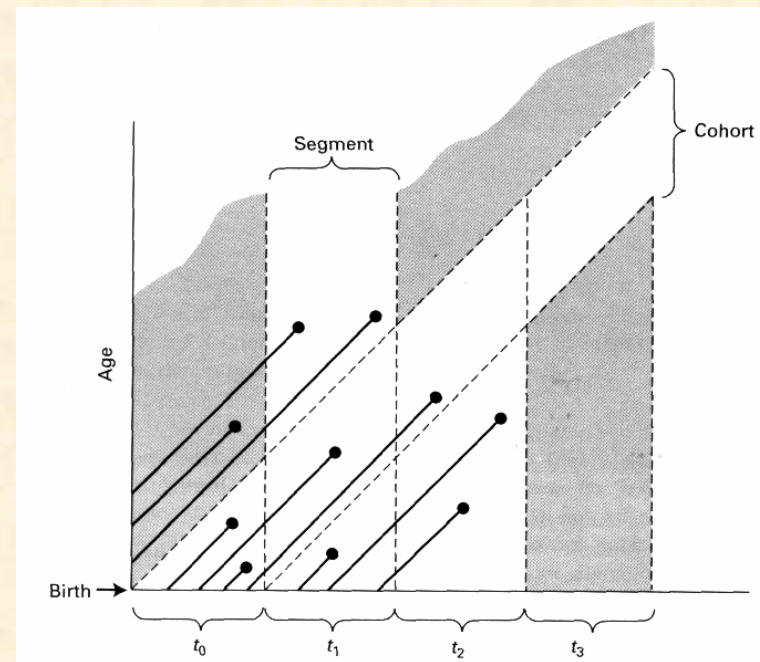 Segment
Cohort
Age
Birth
t₀
t₁
t₂
t₃